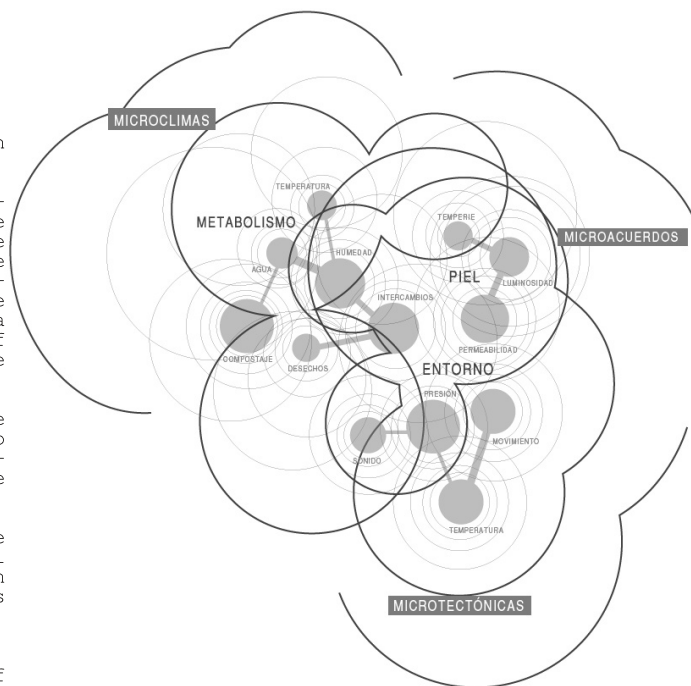 MICROCLIMAS
TEMPERATURA
METABOLISMO
TEMPERIE
MICROACUERDOS
HUMEDAD
AGUA
PIEL
LUMINOSIDAD
INTERCAMBIOS
PERMEABILIDAD
COMPOSTAJE
DESECHOS
ENTORNO
PRESIÓN
MOVIMIENTO
SONIDO
TEMPERATURA
MICROTECTÓNICAS